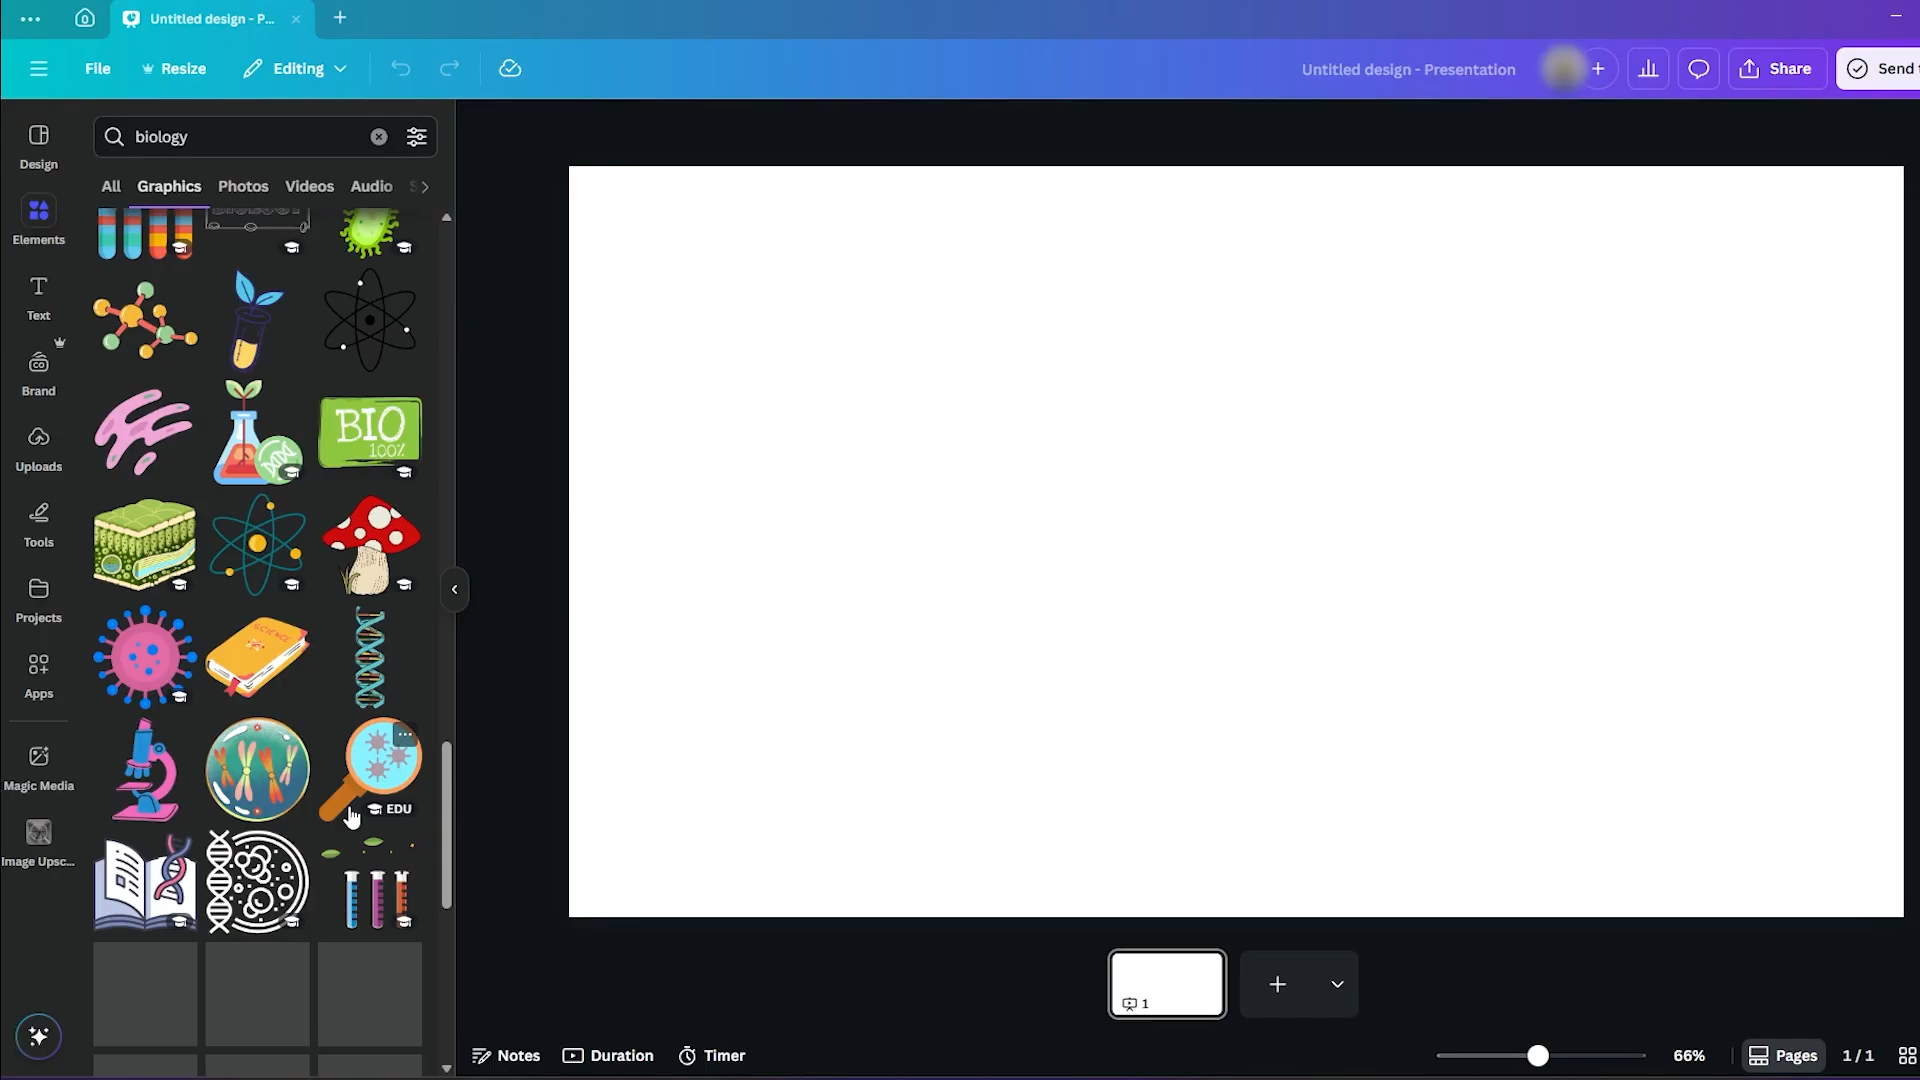 Untitled design - P...
File
Resize
Editing
Untitled design - Presentation
Share
Send t
Design
Elements
Text
Brand
Uploads
Tools
Projects
Apps
Magic Media
Image Upsc...
biology
All
Graphics
Photos
Videos
Audio
S
BIO
100%
SCIENCE
EDU
1
Notes
Duration
Timer
66%
Pages
1 / 1